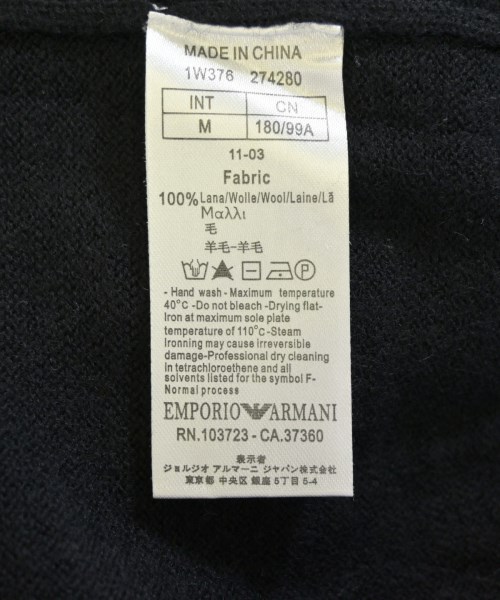 MADE IN CHINA
1W376 274280
INT CN
M 180/99A
11-03
Fabric
100% Lana/Wolle/Wool/Laine/Lã
Μαλλι
毛
羊毛-羊毛
P
- Hand wash - Maximum temperature
40°C -Do not bleach -Drying flat-
Iron at maximum sole plate
temperature of 110°C -Steam
Ironning may cause irreversible
damage-Professional dry cleaning
In tetrachloroethene and all
solvents listed for the symbol F-
Normal process
EMPORIO ARMANI
RN.103723 - CA.37360
表示者
ジョルジオ アルマーニ ジャパン株式会社
東京都 中央区 銀座 5丁目 5-4